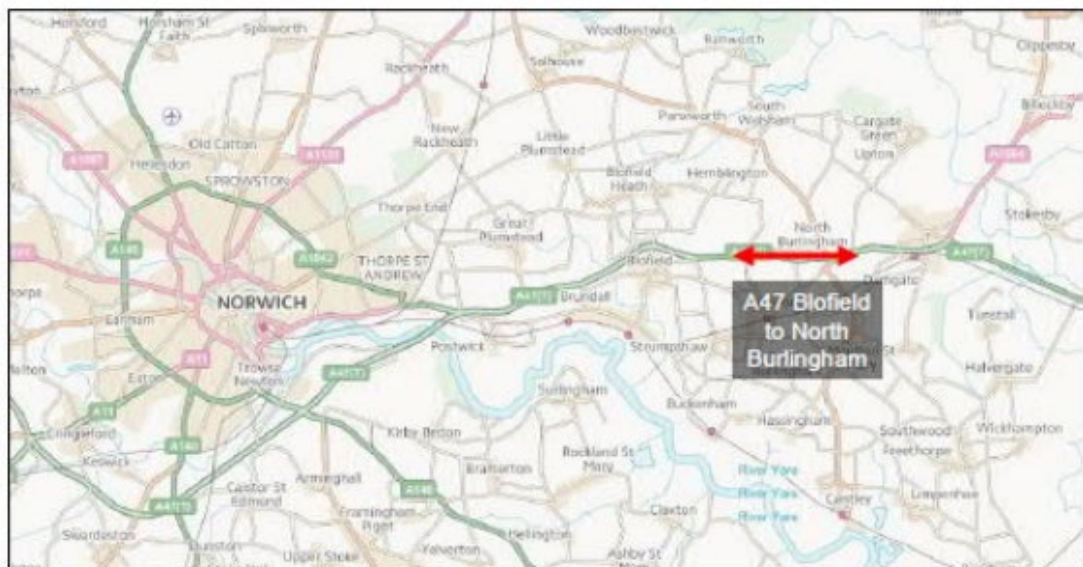 Horsford
Horsham St
Faith
Spixworth
Woodbastwick
Ranworth
Clippesby
Rackheath
Salhouse
Billockby
Old Catton
New
Rackheath
Little
Plumstead
Panxworth
South
Walsham
Cargate
Green
Upton
Hellesdon
SPROWSTON
Blofield
Heath
Hemblington
A1064
Thorpe End
Great
Plumstead
North
Burlingham
Stokesby
A140
A1042
THORPE ST
ANDREW
Blofield
A47(T)
NORWICH
A47(T)
Brundall
A47 Blofield
to North
Burlingham
Tunstall
Earlham
Postwick
Strumpshaw
Halvergate
A11
Trowse
Newton
A47(T)
Eaton
Surlingham
Buckenham
Hassingham
A11
Cringleford
A140
Kirby Bedon
Southwood
Freethorpe
Wickhampton
Keswick
Rockland St
Mary
Bramerton
River Yare
River Yare
River Yare
Caistor St
Edmund
Arminghall
A146
Cantley
Limpenhoe
A47(T)
Framingham
Pigot
Claxton
Swardeston
Hellington
Dunston
Upper Stoke
Yelverton
Ashby St